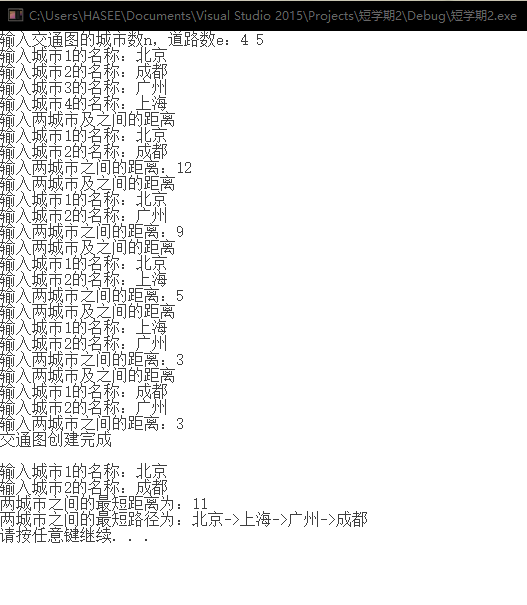 C:\Users\HASEE\Documents\Visual Studio 2015\Projects\短学期2\Debug\短学期2.exe
输入交通图的城市数n，道路数e：4 5
输入城市1的名称：北京
输入城市2的名称：成都
输入城市3的名称：广州
输入城市4的名称：上海
输入两城市及之间的距离
输入城市1的名称：北京
输入城市2的名称：成都
输入两城市之间的距离：12
输入两城市及之间的距离
输入城市1的名称：北京
输入城市2的名称：广州
输入两城市之间的距离：9
输入两城市及之间的距离
输入城市1的名称：北京
输入城市2的名称：上海
输入两城市之间的距离：5
输入两城市及之间的距离
输入城市1的名称：上海
输入城市2的名称：广州
输入两城市之间的距离：3
输入两城市及之间的距离
输入城市1的名称：成都
输入城市2的名称：广州
输入两城市之间的距离：3
交通图创建完成
输入城市1的名称：北京
输入城市2的名称：成都
两城市之间的最短距离为：11
两城市之间的最短路径为：北京->上海->广州->成都
请按任意键继续. . .